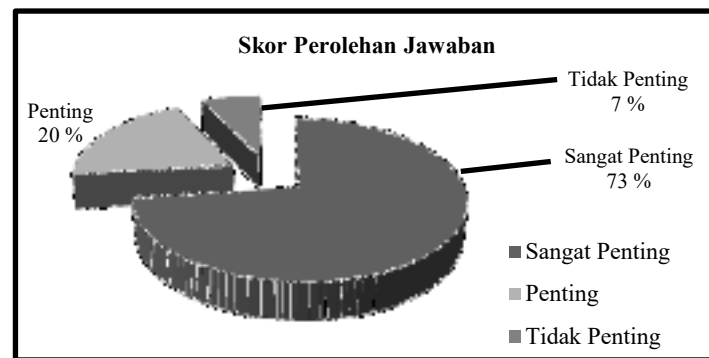 Skor Perolehan Jawaban
Tidak Penting
7 %
Penting
20 %
Sangat Penting
73 %
Sangat Penting
Penting
Tidak Penting